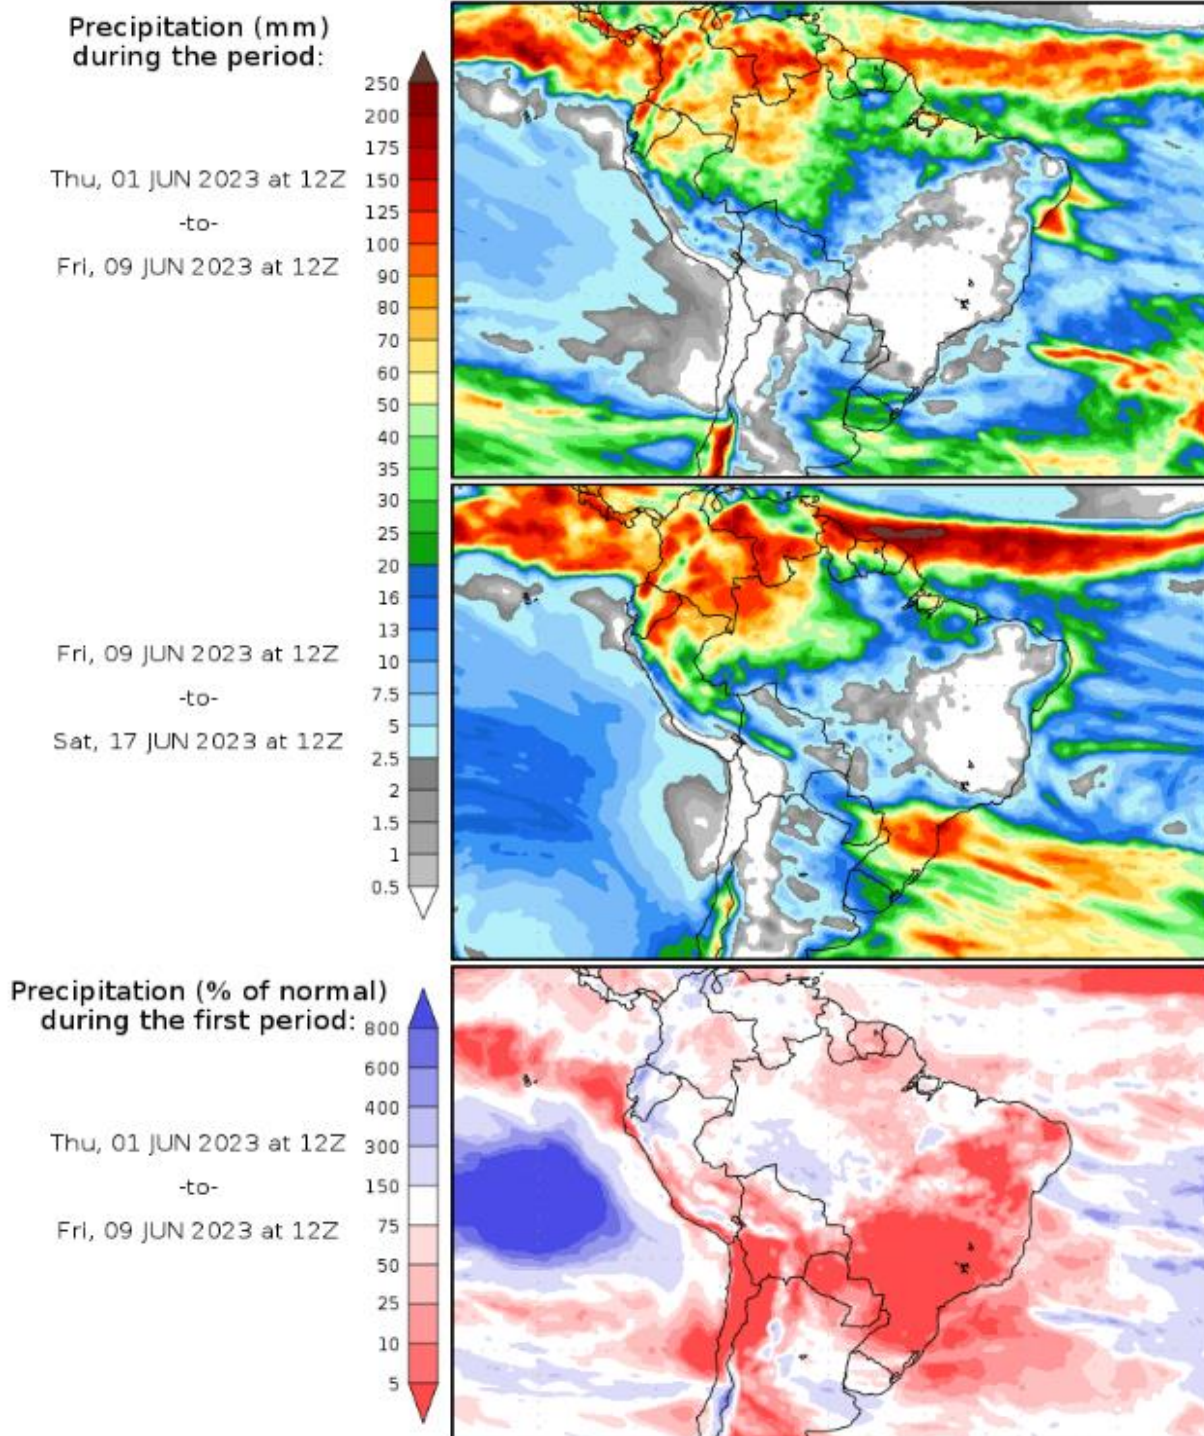 Precipitation (mm)
during the period:
Thu, 01 JUN 2023 at 12Z
-to-
Fri, 09 JUN 2023 at 12Z
Fri, 09 JUN 2023 at 12Z
-to-
Sat, 17 JUN 2023 at 12Z
250
200
175
150
125
100
90
80
70
60
50
40
35
30
25
20
16
13
10
7.5
5
2.5
2
1.5
1
0.5
Precipitation (% of normal)
during the first period:
Thu, 01 JUN 2023 at 12Z
-to-
Fri, 09 JUN 2023 at 12Z
800
600
400
300
150
75
50
25
10
5